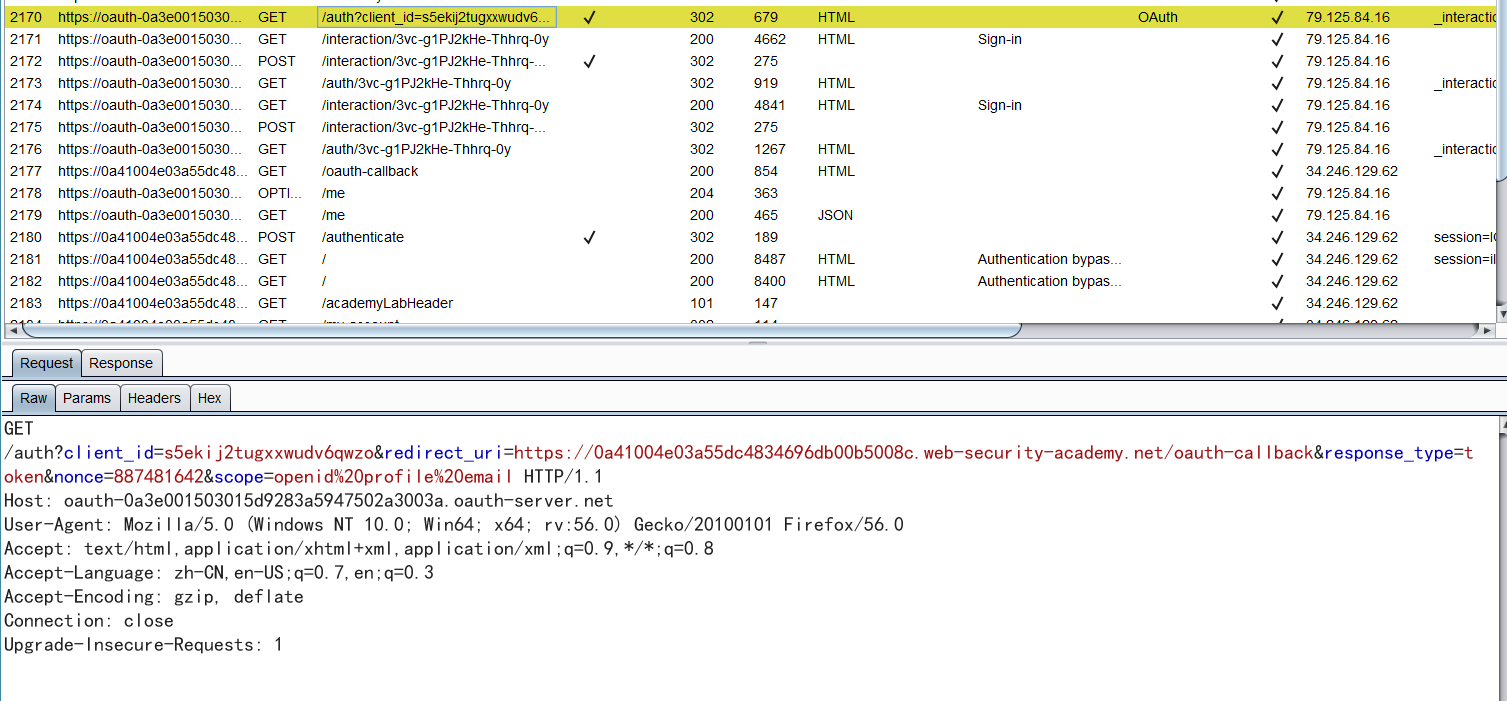 2170 https://oauth-0a3e0015030... GET /auth?client_id=s5ekij2tugxxwudv6... ✓ 302 679 HTML OAuth ✓ 79.125.84.16 _interactio
2171 https://oauth-0a3e0015030... GET /interaction/3vc-g1PJ2kHe-Thhrq-0y 200 4662 HTML Sign-in ✓ 79.125.84.16
2172 https://oauth-0a3e0015030... POST /interaction/3vc-g1PJ2kHe-Thhrq-... ✓ 302 275 ✓ 79.125.84.16
2173 https://oauth-0a3e0015030... GET /auth/3vc-g1PJ2kHe-Thhrq-0y 302 919 HTML ✓ 79.125.84.16 _interactio
2174 https://oauth-0a3e0015030... GET /interaction/3vc-g1PJ2kHe-Thhrq-0y 200 4841 HTML Sign-in ✓ 79.125.84.16
2175 https://oauth-0a3e0015030... POST /interaction/3vc-g1PJ2kHe-Thhrq-... 302 275 ✓ 79.125.84.16
2176 https://oauth-0a3e0015030... GET /auth/3vc-g1PJ2kHe-Thhrq-0y 302 1267 HTML ✓ 79.125.84.16 _interactio
2177 https://0a41004e03a55dc48... GET /oauth-callback 200 854 HTML ✓ 34.246.129.62
2178 https://oauth-0a3e0015030... OPTI... /me 204 363 ✓ 79.125.84.16
2179 https://oauth-0a3e0015030... GET /me 200 465 JSON ✓ 79.125.84.16
2180 https://0a41004e03a55dc48... POST /authenticate ✓ 302 189 ✓ 34.246.129.62
2181 https://0a41004e03a55dc48... GET / 200 8487 HTML Authentication bypas... ✓ 34.246.129.62
2182 https://0a41004e03a55dc48... GET / 200 8400 HTML Authentication bypas... ✓ 34.246.129.62
2183 https://0a41004e03a55dc48... GET /academyLabHeader 101 147 ✓ 34.246.129.62
Request Response
Raw Params Headers Hex
GET
/auth?client_id=s5ekij2tugxxwudv6qwzo&redirect_uri=https://0a41004e03a55dc4834696db00b5008c.web-security-academy.net/oauth-callback&response_type=t
oken&nonce=887481642&scope=openid%20profile%20email HTTP/1.1
Host: oauth-0a3e001503015d9283a5947502a3003a.oauth-server.net
User-Agent: Mozilla/5.0 (Windows NT 10.0; Win64; x64; rv:56.0) Gecko/20100101 Firefox/56.0
Accept: text/html,application/xhtml+xml,application/xml;q=0.9,*/*;q=0.8
Accept-Language: zh-CN,en-US;q=0.7,en;q=0.3
Accept-Encoding: gzip, deflate
Connection: close
Upgrade-Insecure-Requests: 1